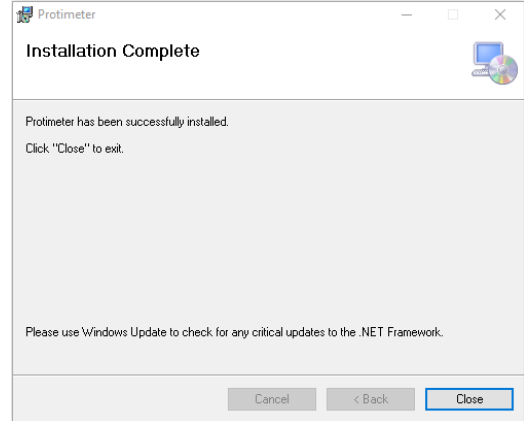 Protimeter
Installation Complete
Protimeter has been successfully installed.
Click "Close" to exit.
Please use Windows Update to check for any critical updates to the .NET Framework.
Cancel
< Back
Close